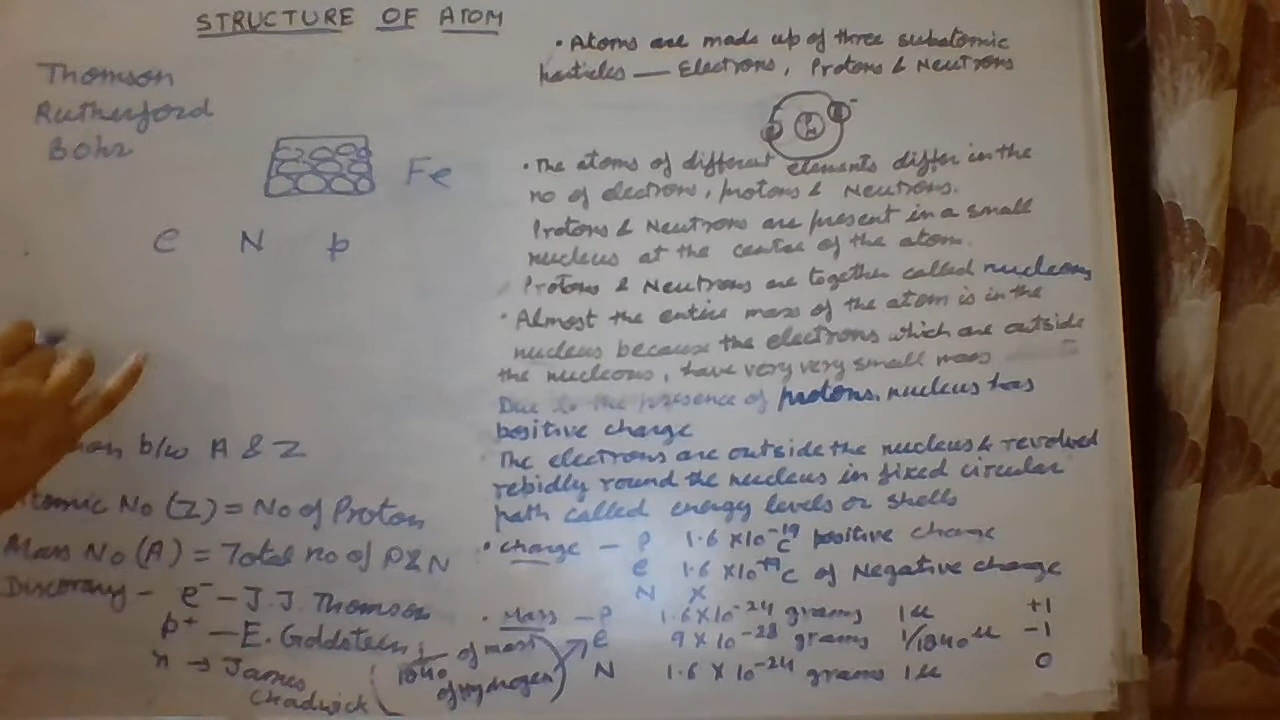 STRUCTURE OF ATOM
Thomson
Rutherford
Bohr
Fe
e N p
b/w A & Z
Atomic No (Z) = No of Proton
Mass No (A) = Total no of P & N
Discovary - e⁻ - J.J. Thomson
p⁺ - E. Goldstein
n → James
Chadwick
1/1840 of mass
of Hydrogen
• Atoms are made up of three subatomic
particles — Electrons, Protons & Neutrons
• The atoms of different elements differ in the
no of electrons, protons & Neutrons.
Protons & Neutrons are present in a small
nucleus at the centre of the atom.
Protons & Neutrons are together called nucleons
• Almost the entire mass of the atom is in the
nucleus because the electrons which are outside
the nucleous, have very very small mass
Due to the presence of protons, nucleus has
positive charge
The electrons are outside the nucleus & revolved
rebidly round the nucleus in fixed circular
path called energy levels or shells
• Charge - P 1.6 × 10⁻¹⁹ C positive charge
e 1.6 × 10⁻¹⁹ C of Negative charge
N ×
• Mass - P 1.6 × 10⁻²⁴ grams 1u +1
e 9 × 10⁻²⁸ grams 1/1840 u -1
N 1.6 × 10⁻²⁴ grams 1u 0